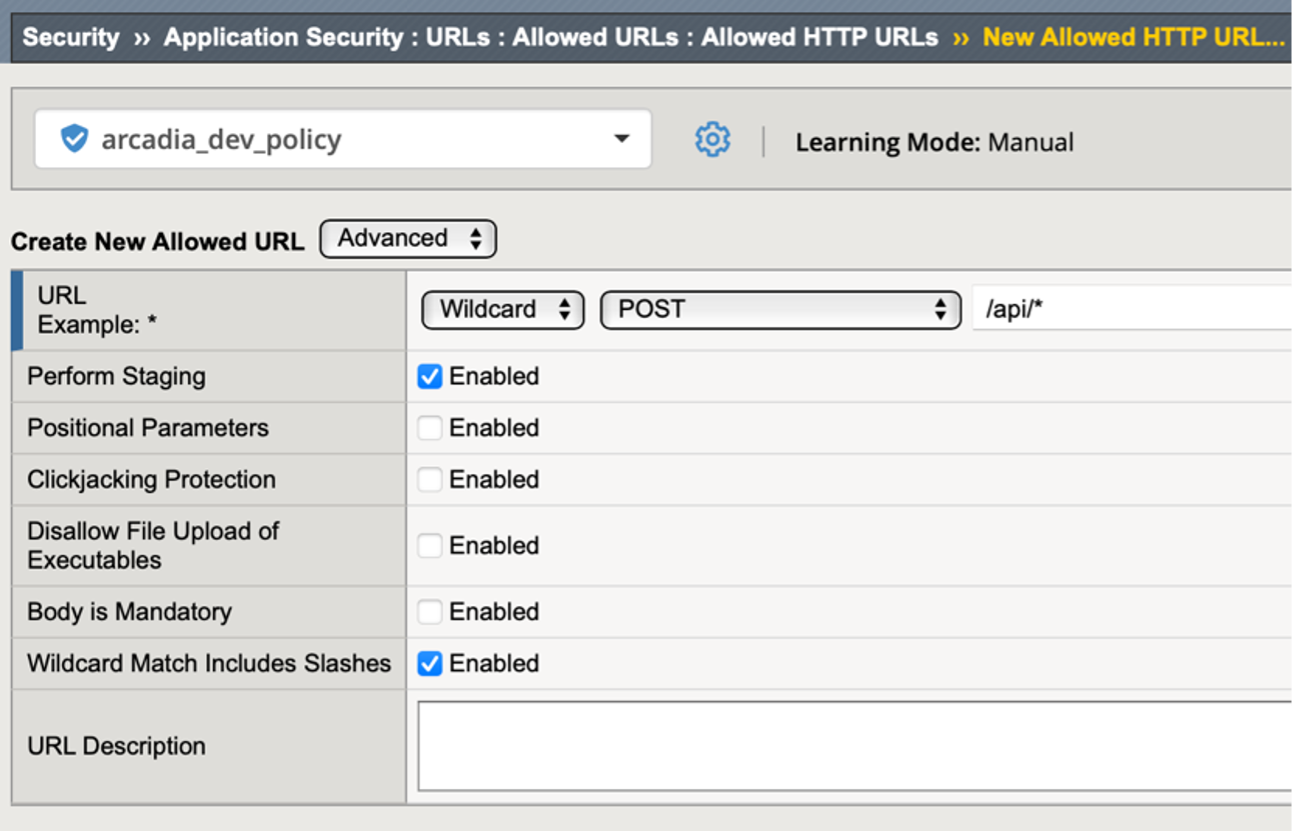 Security ›› Application Security : URLs : Allowed URLs : Allowed HTTP URLs ›› New Allowed HTTP URL...
arcadia_dev_policy Learning Mode: Manual
Create New Allowed URL Advanced
URL
Example: * Wildcard POST /api/*
Perform Staging Enabled
Positional Parameters Enabled
Clickjacking Protection Enabled
Disallow File Upload of
Executables Enabled
Body is Mandatory Enabled
Wildcard Match Includes Slashes Enabled
URL Description